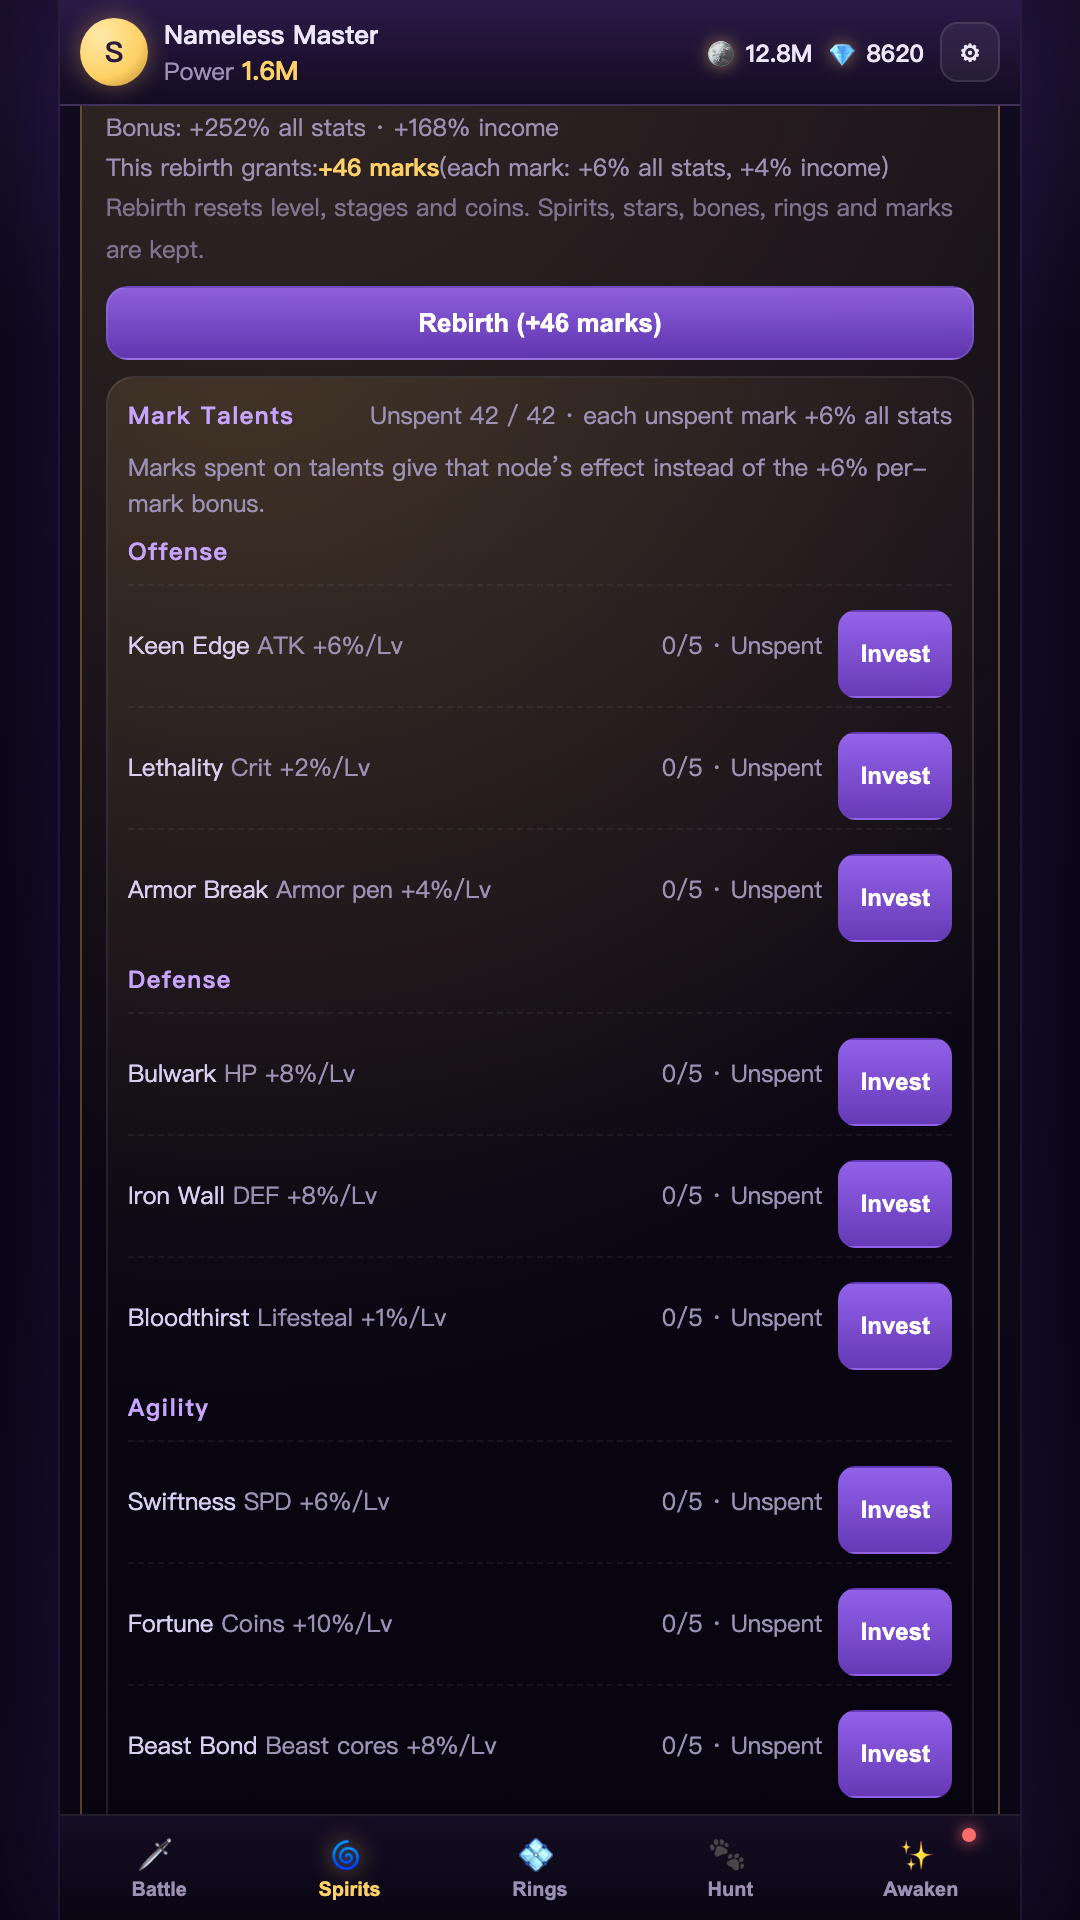 S
Nameless Master
Power 1.6M
12.8M
8620
Bonus: +252% all stats · +168% income
This rebirth grants:+46 marks(each mark: +6% all stats, +4% income)
Rebirth resets level, stages and coins. Spirits, stars, bones, rings and marks
are kept.
Rebirth (+46 marks)
Mark Talents
Unspent 42 / 42 · each unspent mark +6% all stats
Marks spent on talents give that node’s effect instead of the +6% per-
mark bonus.
Offense
Keen Edge ATK +6%/Lv
0/5 · Unspent
Invest
Lethality Crit +2%/Lv
0/5 · Unspent
Invest
Armor Break Armor pen +4%/Lv
0/5 · Unspent
Invest
Defense
Bulwark HP +8%/Lv
0/5 · Unspent
Invest
Iron Wall DEF +8%/Lv
0/5 · Unspent
Invest
Bloodthirst Lifesteal +1%/Lv
0/5 · Unspent
Invest
Agility
Swiftness SPD +6%/Lv
0/5 · Unspent
Invest
Fortune Coins +10%/Lv
0/5 · Unspent
Invest
Beast Bond Beast cores +8%/Lv
0/5 · Unspent
Invest
Battle
Spirits
Rings
Hunt
Awaken